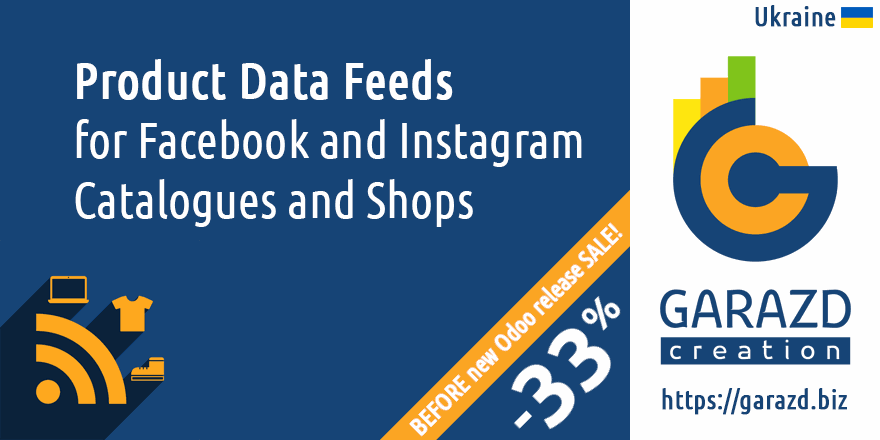 Product Data Feeds
for Facebook and Instagram
Catalogues and Shops
BEFORE new Odoo release SALE!
-33%
Ukraine
GARAZD
creation
https://garazd.biz